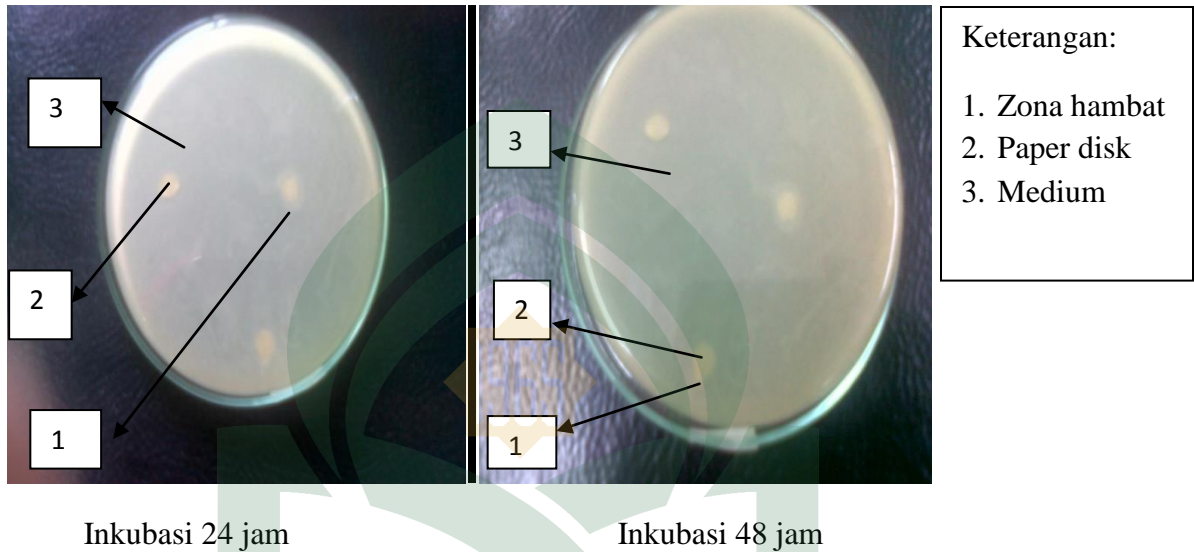 3
2
1
3
2
1
Keterangan:
1. Zona hambat
2. Paper disk
3. Medium
Inkubasi 24 jam
Inkubasi 48 jam